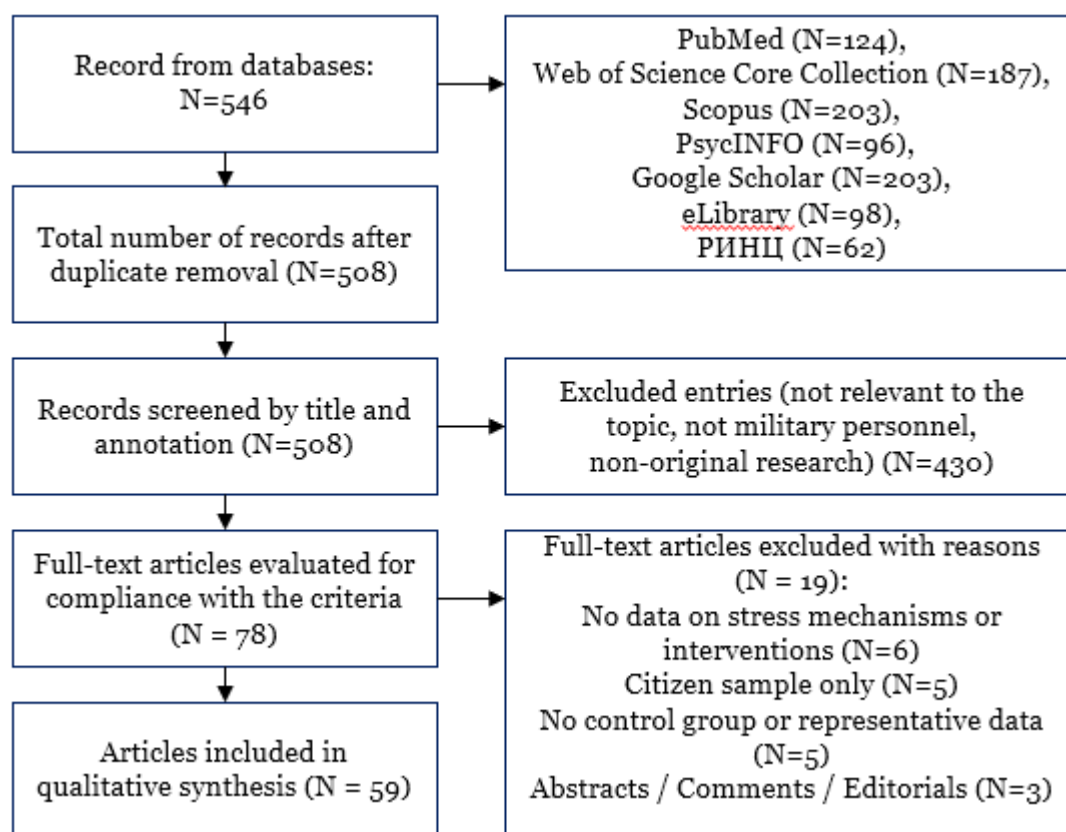 Record from databases:
N=546
PubMed (N=124),
Web of Science Core Collection (N=187),
Scopus (N=203),
PsycINFO (N=96),
Google Scholar (N=203),
eLibrary (N=98),
РИНЦ (N=62)
Total number of records after
duplicate removal (N=508)
Records screened by title and
annotation (N=508)
Excluded entries (not relevant to the
topic, not military personnel,
non-original research) (N=430)
Full-text articles evaluated for
compliance with the criteria
(N = 78)
Full-text articles excluded with reasons
(N = 19):
No data on stress mechanisms or
interventions (N=6)
Citizen sample only (N=5)
No control group or representative data
(N=5)
Abstracts / Comments / Editorials (N=3)
Articles included in
qualitative synthesis (N = 59)